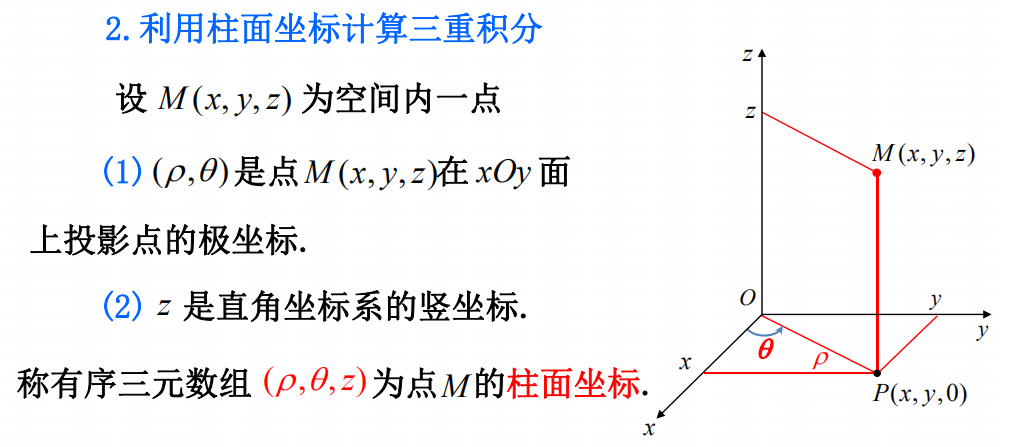 2.利用柱面坐标计算三重积分
设 M(x,y,z) 为空间内一点
(1) (ρ,θ)是点M(x,y,z)在 xOy 面
上投影点的极坐标.
(2) z 是直角坐标系的竖坐标.
称有序三元数组 (ρ,θ,z) 为点M的柱面坐标.
z
z
M(x,y,z)
O
y
y
θ
ρ
x
P(x,y,0)
x